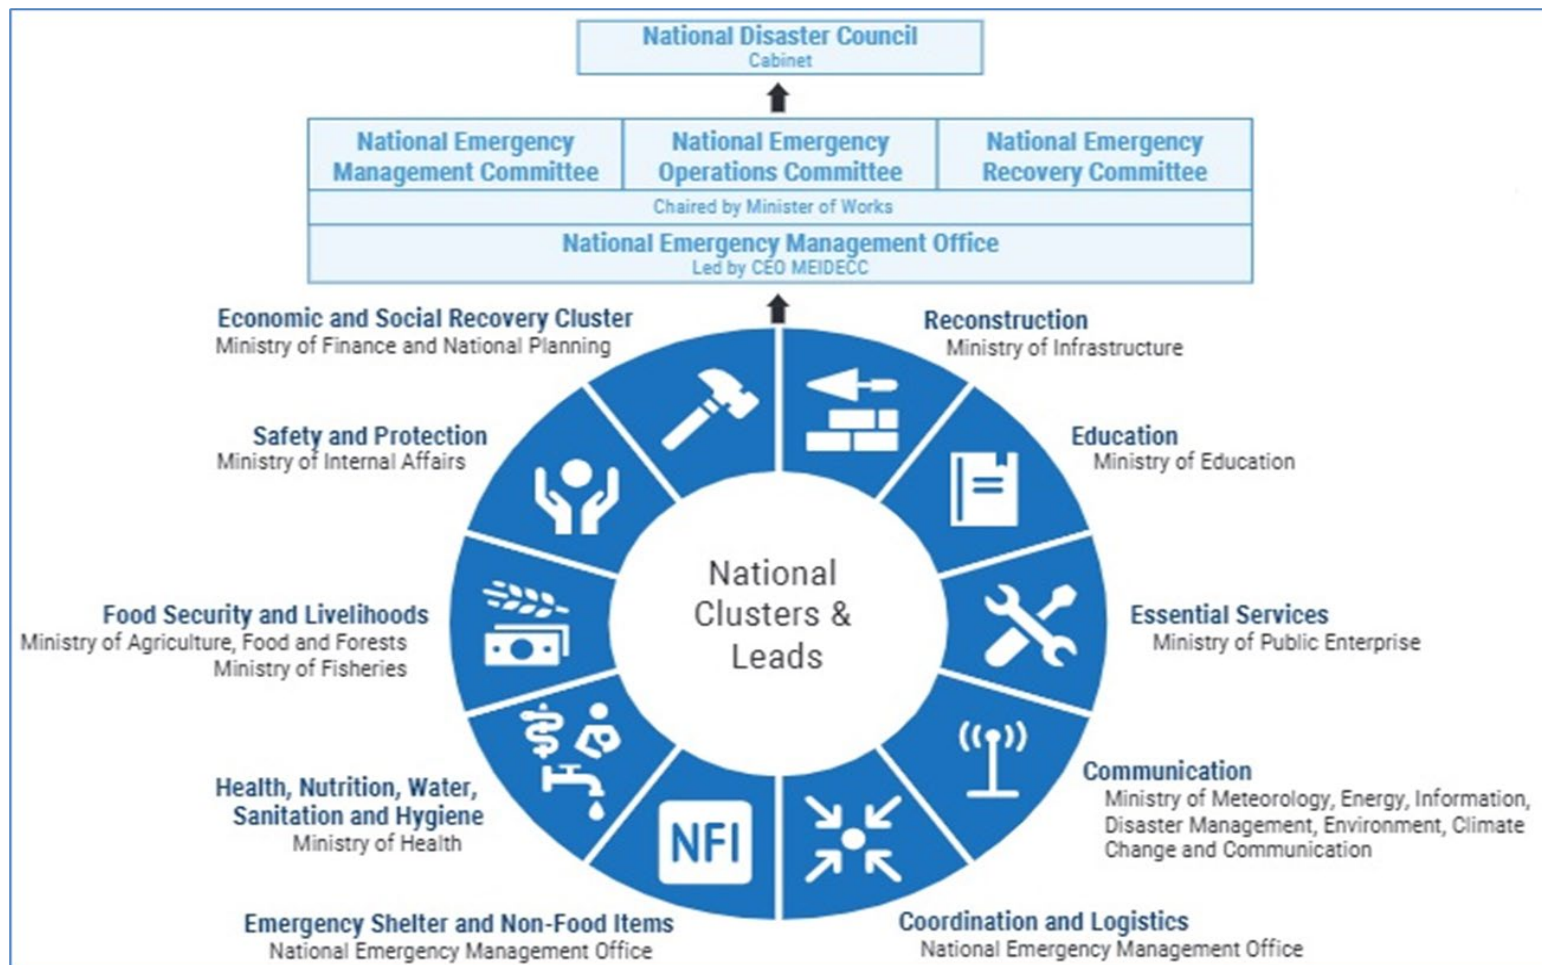 National Disaster Council
Cabinet
National Emergency
Management Committee
National Emergency
Operations Committee
National Emergency
Recovery Committee
Chaired by Minister of Works
National Emergency Management Office
Led by CEO MEIDECC
Economic and Social Recovery Cluster
Ministry of Finance and National Planning
Reconstruction
Ministry of Infrastructure
Safety and Protection
Ministry of Internal Affairs
Education
Ministry of Education
National
Clusters &
Leads
Food Security and Livelihoods
Ministry of Agriculture, Food and Forests
Ministry of Fisheries
Essential Services
Ministry of Public Enterprise
Health, Nutrition, Water,
Sanitation and Hygiene
Ministry of Health
Communication
Ministry of Meteorology, Energy, Information,
Disaster Management, Environment, Climate
Change and Communication
NFI
Emergency Shelter and Non-Food Items
National Emergency Management Office
Coordination and Logistics
National Emergency Management Office